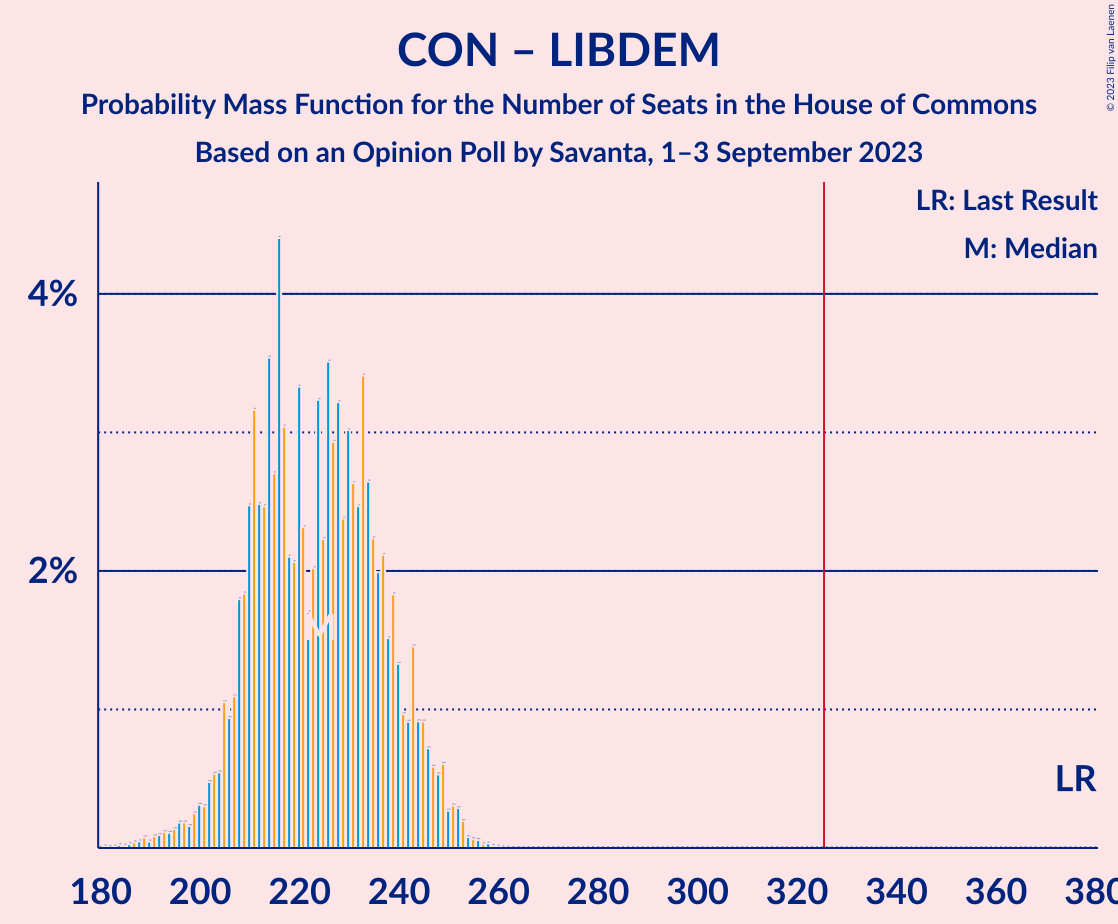 CON – LIBDEM
Probability Mass Function for the Number of Seats in the House of Commons
Based on an Opinion Poll by Savanta, 1–3 September 2023
© 2023 Filip van Laenen
LR: Last Result
M: Median
4%
2%
LR
180 200 220 240 260 280 300 320 340 360 380